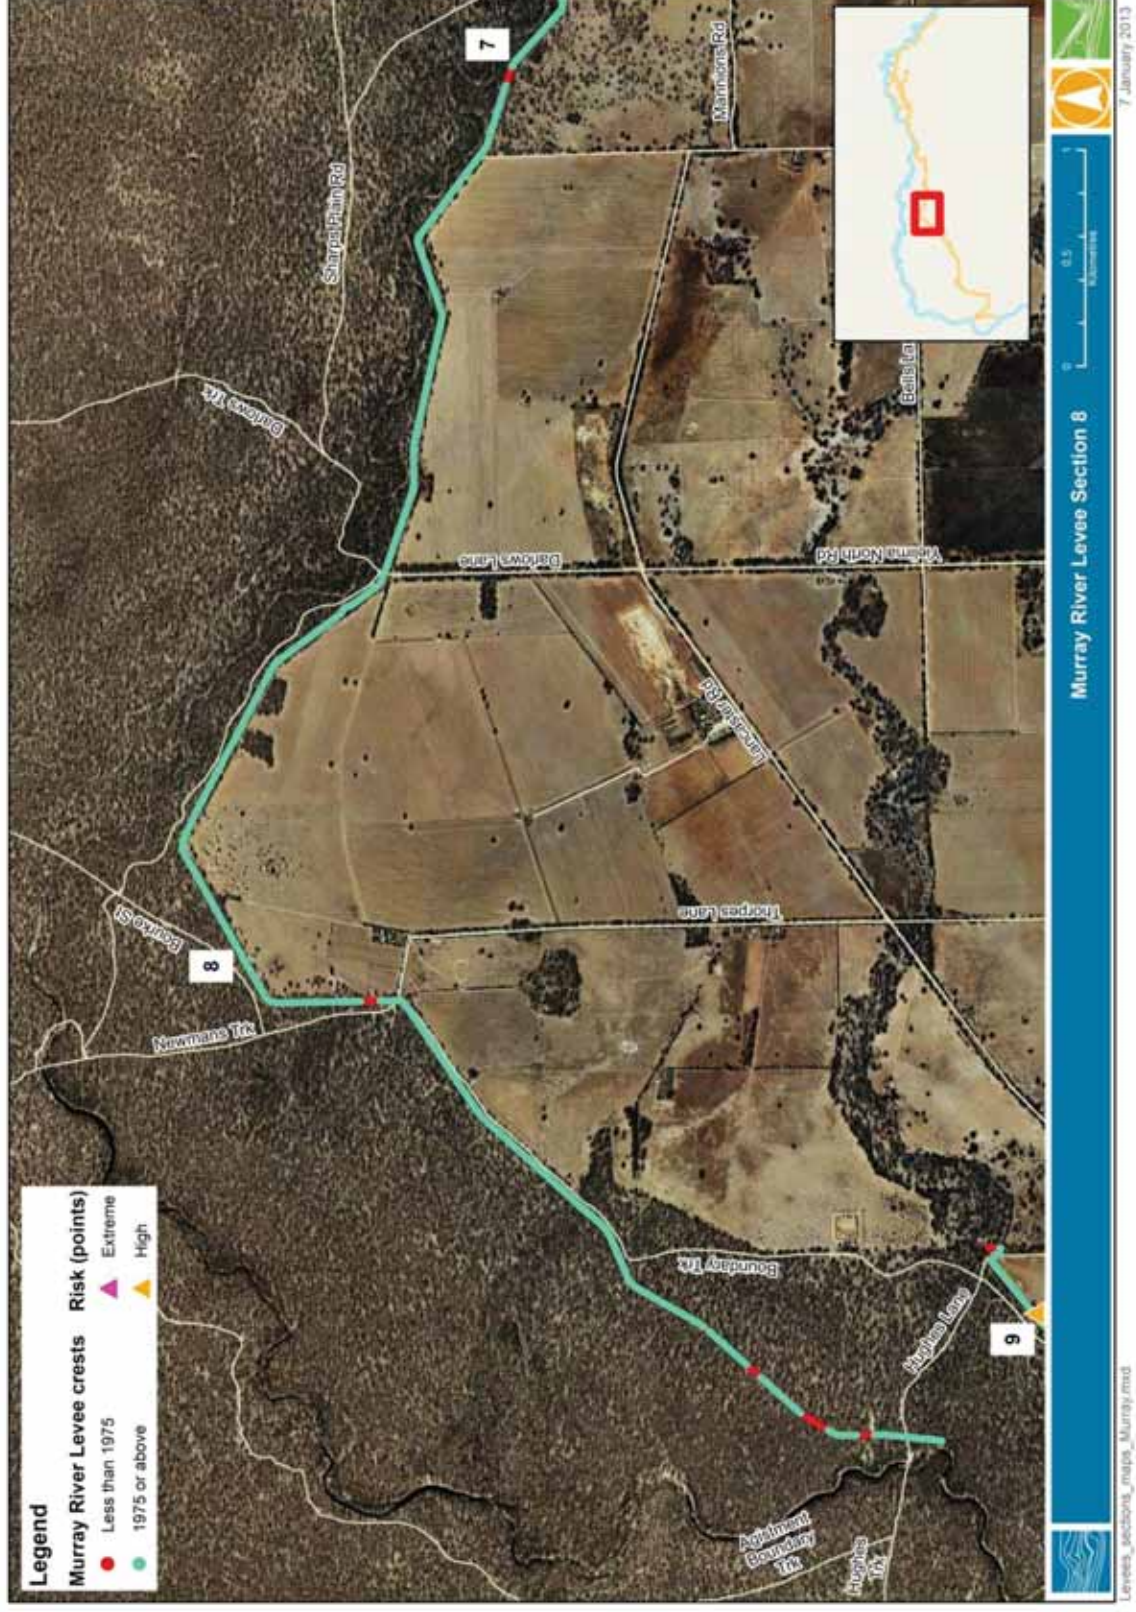 Legend
Murray River Levee crests
Less than 1975
1975 or above
Risk (points)
Extreme
High
Bourke St
Newmans Trk
8
Darlows Trk
Sharps Plain Rd
7
Mannions Rd
Darlows Lane
Yielima North Rd
Bells La
Lancaster Rd
Thorpes Lane
Boundary Trk
Hughes Lane
9
Agistment
Boundary
Trk
Hughes
Trk
Murray River Levee Section 8
0 0.5 1
Kilometres
Levees_sections_maps_Murray.mxd
7 January 2013